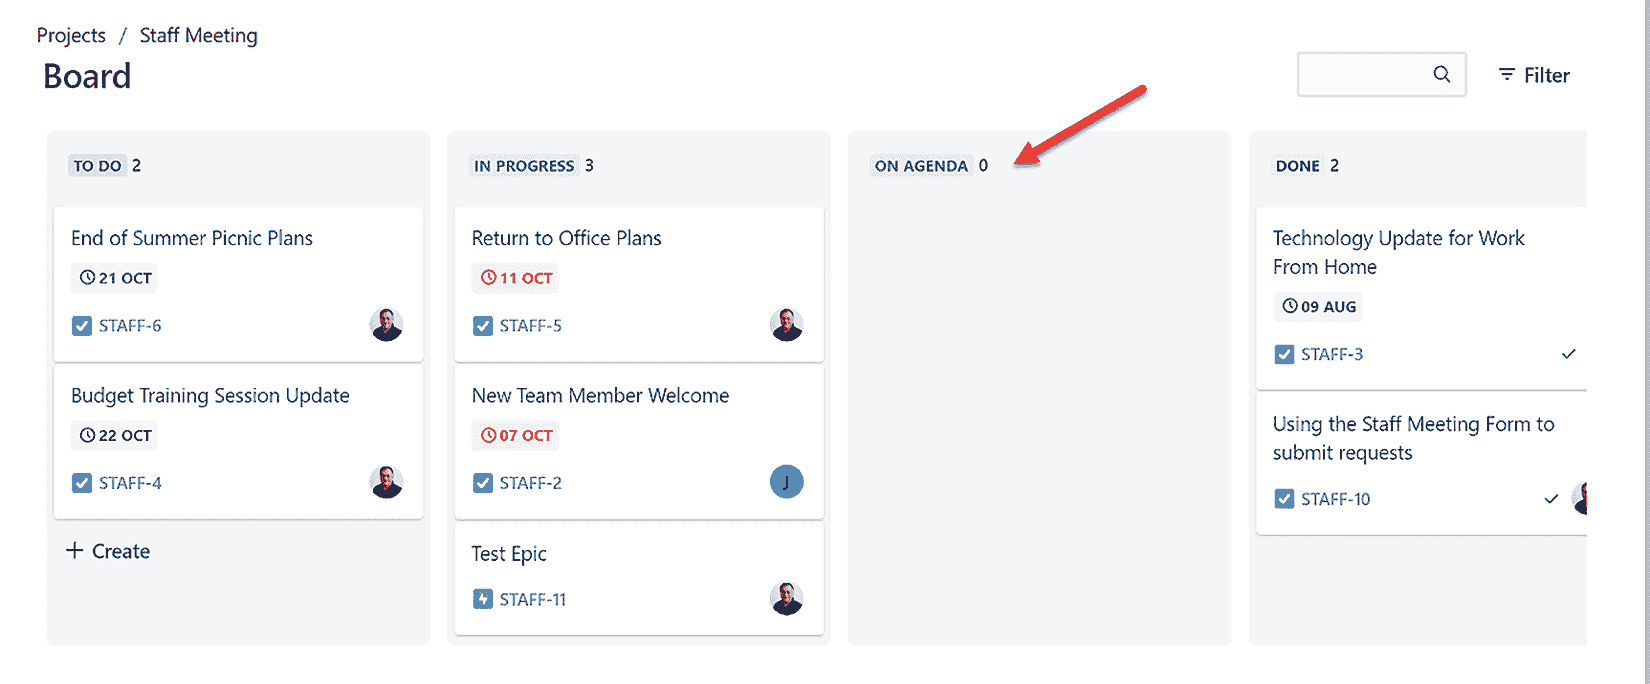 Projects / Staff Meeting
Board
Filter
TO DO 2
End of Summer Picnic Plans
21 OCT
STAFF-6
Budget Training Session Update
22 OCT
STAFF-4
+ Create
IN PROGRESS 3
Return to Office Plans
11 OCT
STAFF-5
New Team Member Welcome
07 OCT
STAFF-2
J
Test Epic
STAFF-11
ON AGENDA 0
DONE 2
Technology Update for Work
From Home
09 AUG
STAFF-3
Using the Staff Meeting Form to
submit requests
STAFF-10